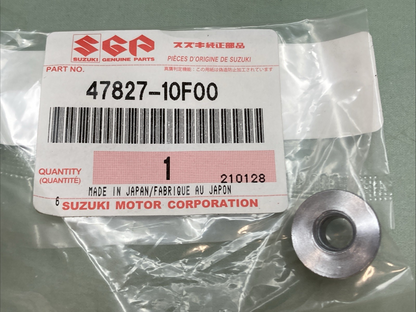 SGP スズキ純正部品
SUZUKI GENUINE PARTS PIÈCES D'ORIGINE DE SUZUKI
PART NO.
47827-10F00
QUANTITY
(QUANTITÉ) 1 210128
MADE IN JAPAN/FABRIQUE AU JAPON
6 SUZUKI MOTOR CORPORATION